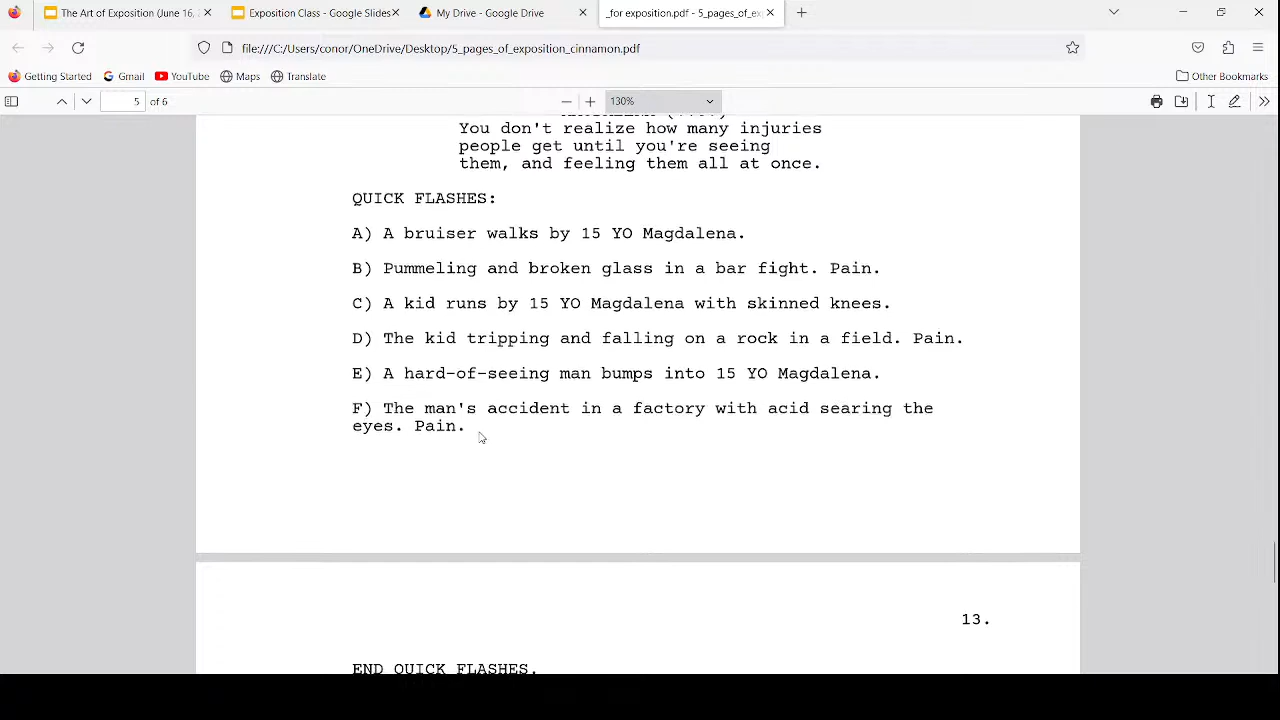 The Art of Exposition (June 16, 2
Exposition Class - Google Slides
My Drive - Google Drive
_for exposition.pdf - 5_pages_of_ex
file:///C:/Users/conor/OneDrive/Desktop/5_pages_of_exposition_cinnamon.pdf
Getting Started
Gmail
YouTube
Maps
Translate
Other Bookmarks
5 of 6
130%
You don't realize how many injuries
people get until you're seeing
them, and feeling them all at once.
QUICK FLASHES:
A) A bruiser walks by 15 YO Magdalena.
B) Pummeling and broken glass in a bar fight. Pain.
C) A kid runs by 15 YO Magdalena with skinned knees.
D) The kid tripping and falling on a rock in a field. Pain.
E) A hard-of-seeing man bumps into 15 YO Magdalena.
F) The man's accident in a factory with acid searing the
eyes. Pain.
13.
END QUICK FLASHES.